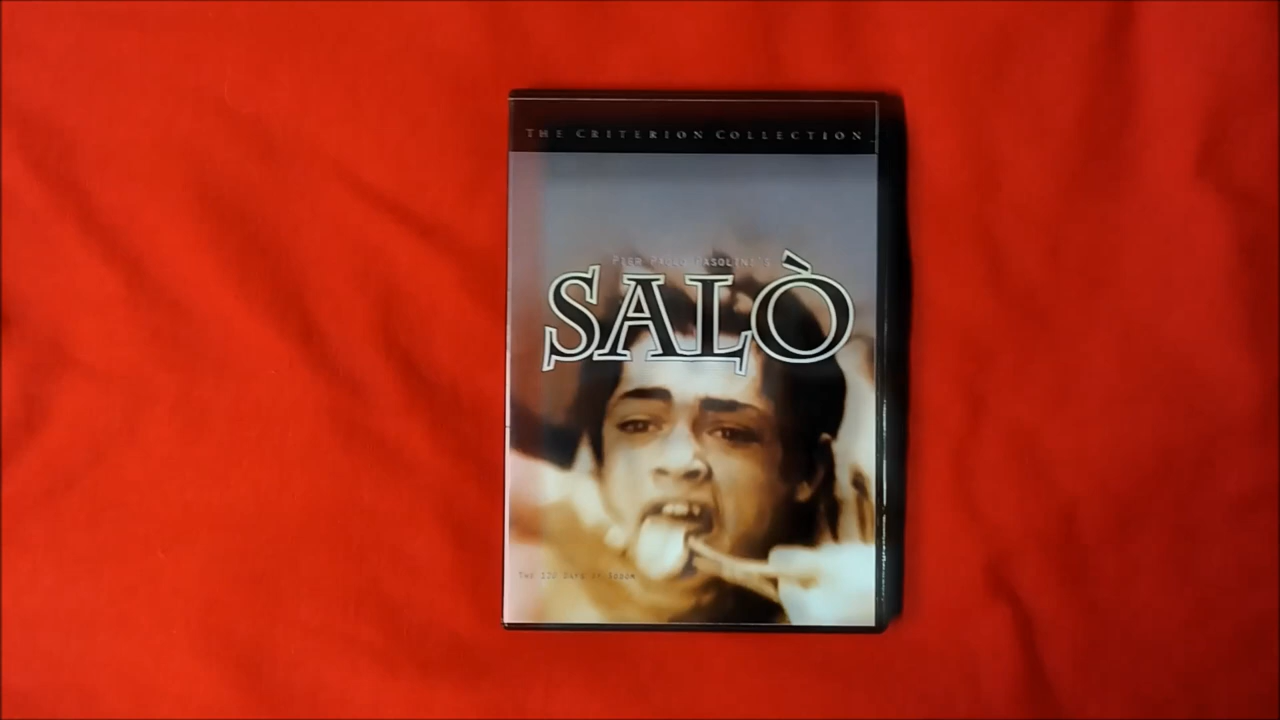 THE CRITERION COLLECTION
PIER PAOLO PASOLINI'S
SALÒ
THE 120 DAYS OF SODOM